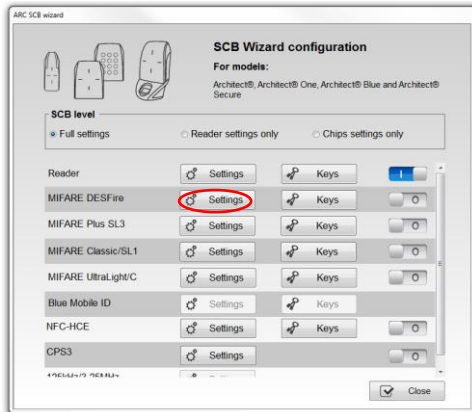 ARC SCB wizard
SCB Wizard configuration
For models:
Architect®, Architect® One, Architect® Blue and Architect®
Secure
SCB level
Full settings Reader settings only Chips settings only
Reader Settings Keys I
MIFARE DESFire Settings Keys O
MIFARE Plus SL3 Settings Keys O
MIFARE Classic/SL1 Settings Keys O
MIFARE UltraLight/C Settings Keys O
Blue Mobile ID Settings Keys
NFC-HCE Settings Keys O
CPS3 Settings O
125kHz/3.25MHz
Close